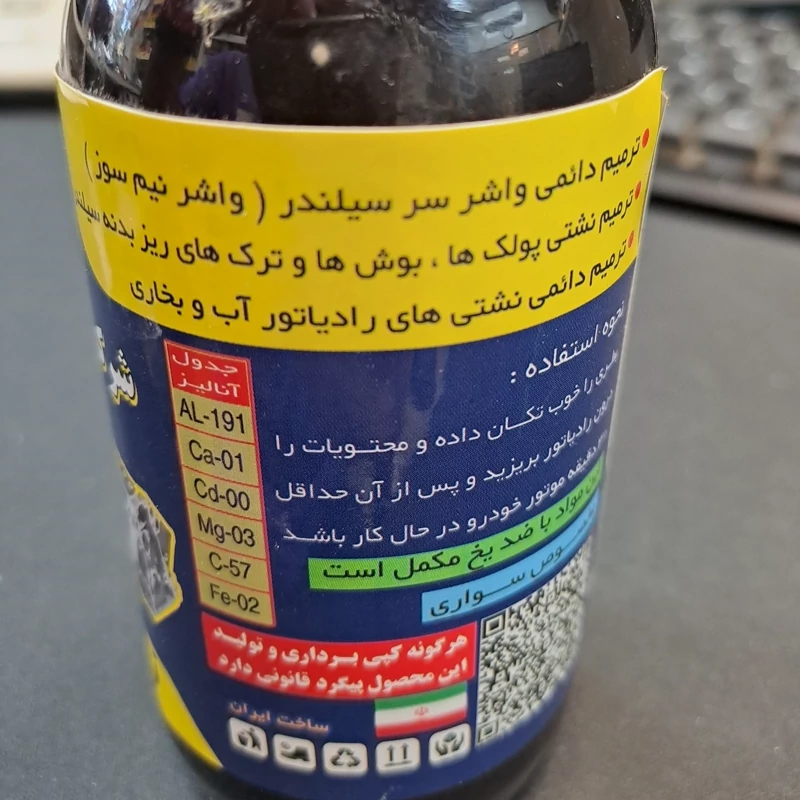 ترمیم دائمی واشر سر سیلندر ( واشر نیم سوز )
ترمیم نشتی پولک ها ، بوش ها و ترک های ریز بدنه
ترمیم دائمی نشتی های رادیاتور آب و بخاری
نحوه استفاده :
را خوب تکان داده و محتویات را
درون رادیاتور بریزید و پس از آن حداقل
دقیقه موتور خودرو در حال کار باشد
مواد با ضد یخ مکمل است
سواری
جدول
آنالیز
AL-191
Ca-01
Cd-00
Mg-03
C-57
Fe-02
هرگونه کپی برداری و تولید
این محصول پیگرد قانونی دارد
ساخت ایران